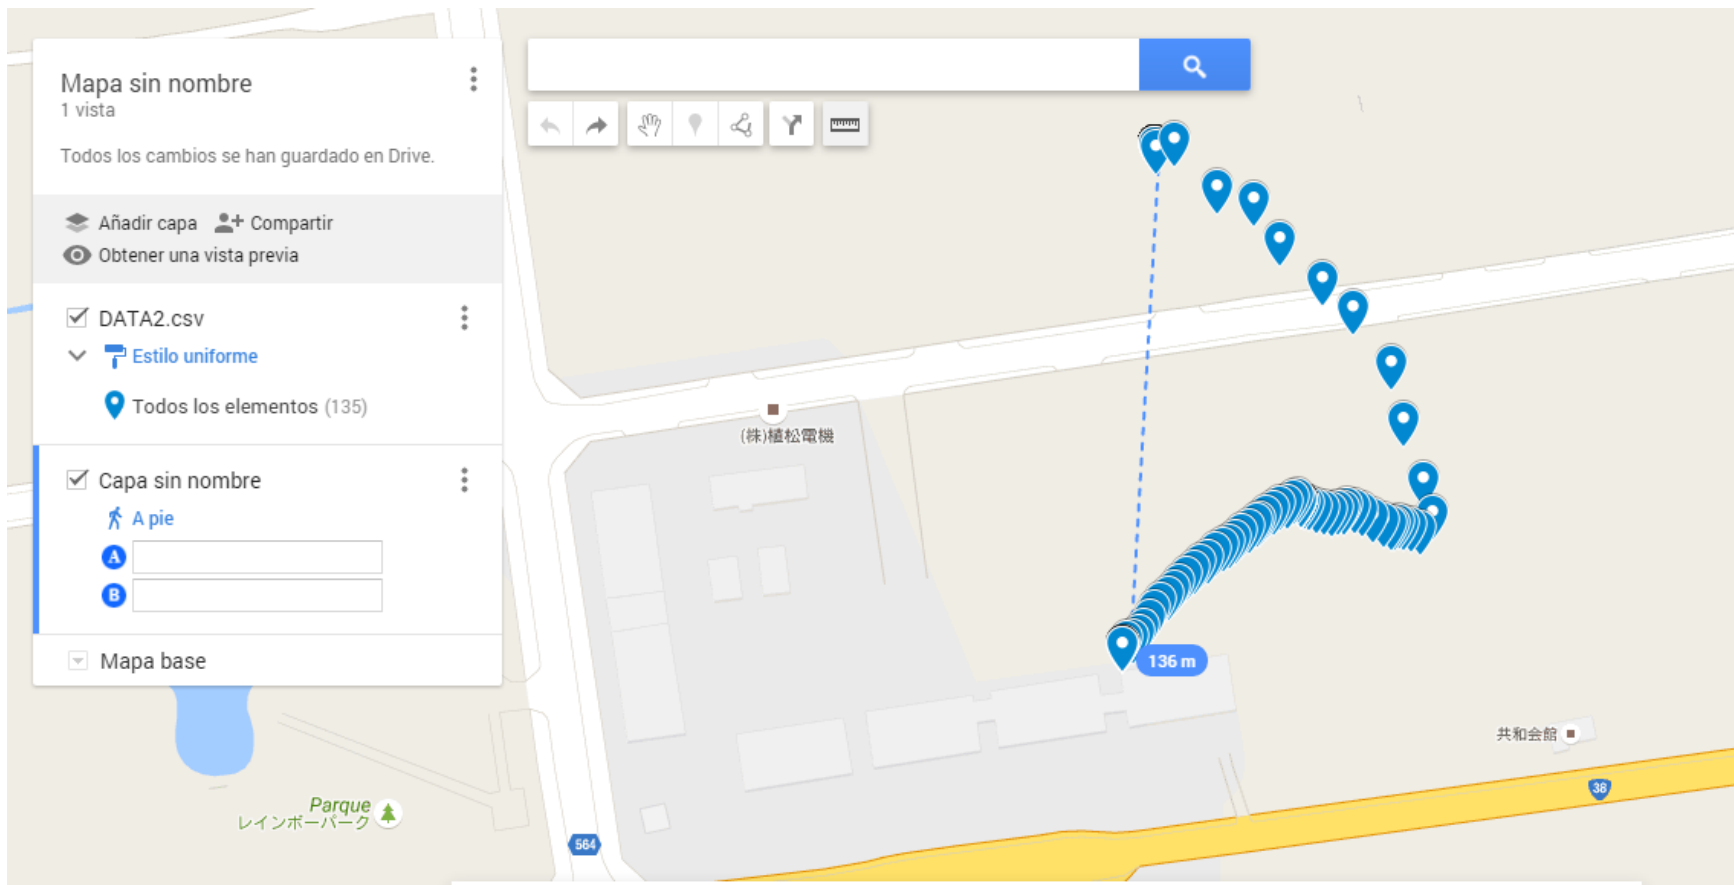 Mapa sin nombre
1 vista
Todos los cambios se han guardado en Drive.
Añadir capa Compartir
Obtener una vista previa
DATA2.csv
Estilo uniforme
Todos los elementos (135)
Capa sin nombre
A pie
A
B
Mapa base
(株)植松電機
136 m
共和会館
38
Parque
レインボーパーク
564